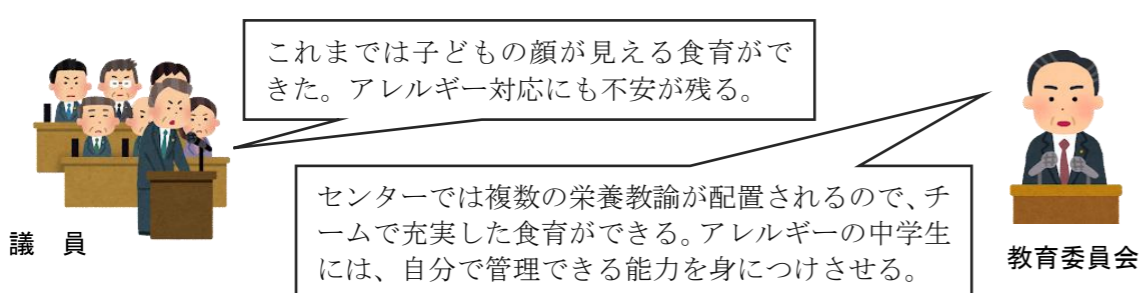 これまでは子どもの顔が見える食育がで
きた。アレルギー対応にも不安が残る。
センターでは複数の栄養教諭が配置されるので、チ
ームで充実した食育ができる。アレルギーの中学生
には、自分で管理できる能力を身につけさせる。
議　員
教育委員会